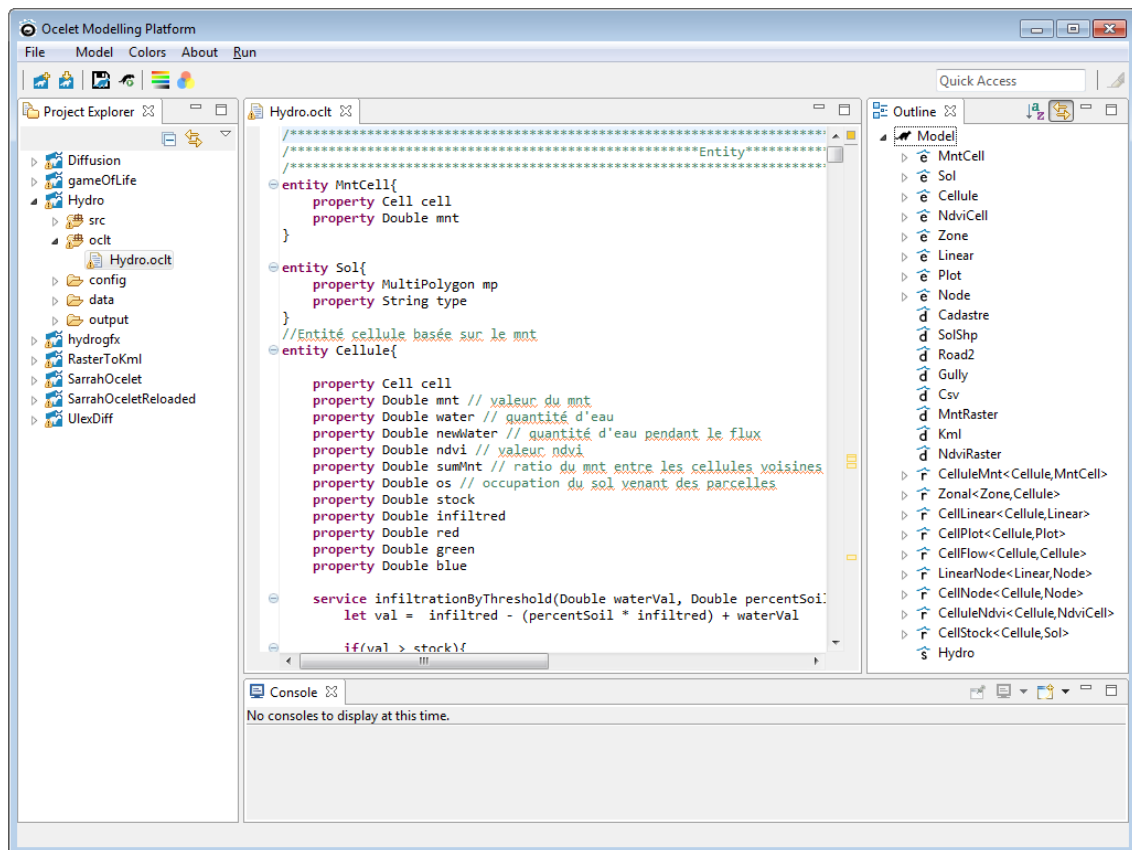 Ocelet Modelling Platform
File Model Colors About Run
Quick Access
Project Explorer
Diffusion
gameOfLife
Hydro
src
oclt
Hydro.oclt
config
data
output
hydrogfx
RasterToKml
SarrahOcelet
SarrahOceletReloaded
UlexDiff
Hydro.oclt
/***********************************************************************
/*****************************************************Entity***********
/***********************************************************************
entity MntCell{
property Cell cell
property Double mnt
}
entity Sol{
property MultiPolygon mp
property String type
}
//Entité cellule basée sur le mnt
entity Cellule{
property Cell cell
property Double mnt // valeur du mnt
property Double water // quantité d'eau
property Double newWater // quantité d'eau pendant le flux
property Double ndvi // valeur ndvi
property Double sumMnt // ratio du mnt entre les cellules voisines
property Double os // occupation du sol venant des parcelles
property Double stock
property Double infiltred
property Double red
property Double green
property Double blue
service infiltrationByThreshold(Double waterVal, Double percentSoil
let val = infiltred - (percentSoil * infiltred) + waterVal
if(val > stock){
Outline
Model
e MntCell
e Sol
e Cellule
e NdviCell
e Zone
e Linear
e Plot
e Node
d Cadastre
d SolShp
d Road2
d Gully
d Csv
d MntRaster
d Kml
d NdviRaster
r CelluleMnt<Cellule,MntCell>
r Zonal<Zone,Cellule>
r CellLinear<Cellule,Linear>
r CellPlot<Cellule,Plot>
r CellFlow<Cellule,Cellule>
r LinearNode<Linear,Node>
r CellNode<Cellule,Node>
r CelluleNdvi<Cellule,NdviCell>
r CellStock<Cellule,Sol>
s Hydro
Console
No consoles to display at this time.